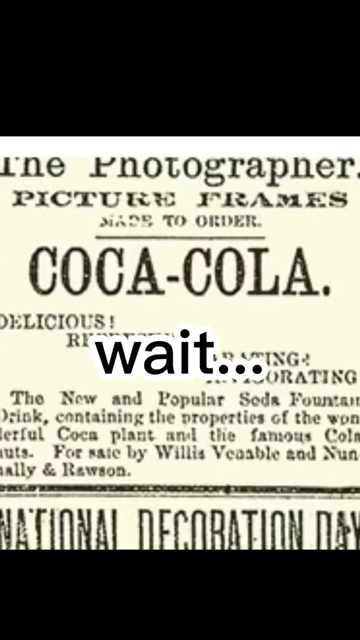 The Photographer.
PICTURE FRAMES
MADE TO ORDER.
COCA-COLA.
DELICIOUS!
wait...
The New and Popular Soda Fountain
Drink, containing the properties of the won-
derful Coca plant and the famous Cola
nuts. For sale by Willis Venable and Nun-
nally & Rawson.
NATIONAL DECORATION DAY